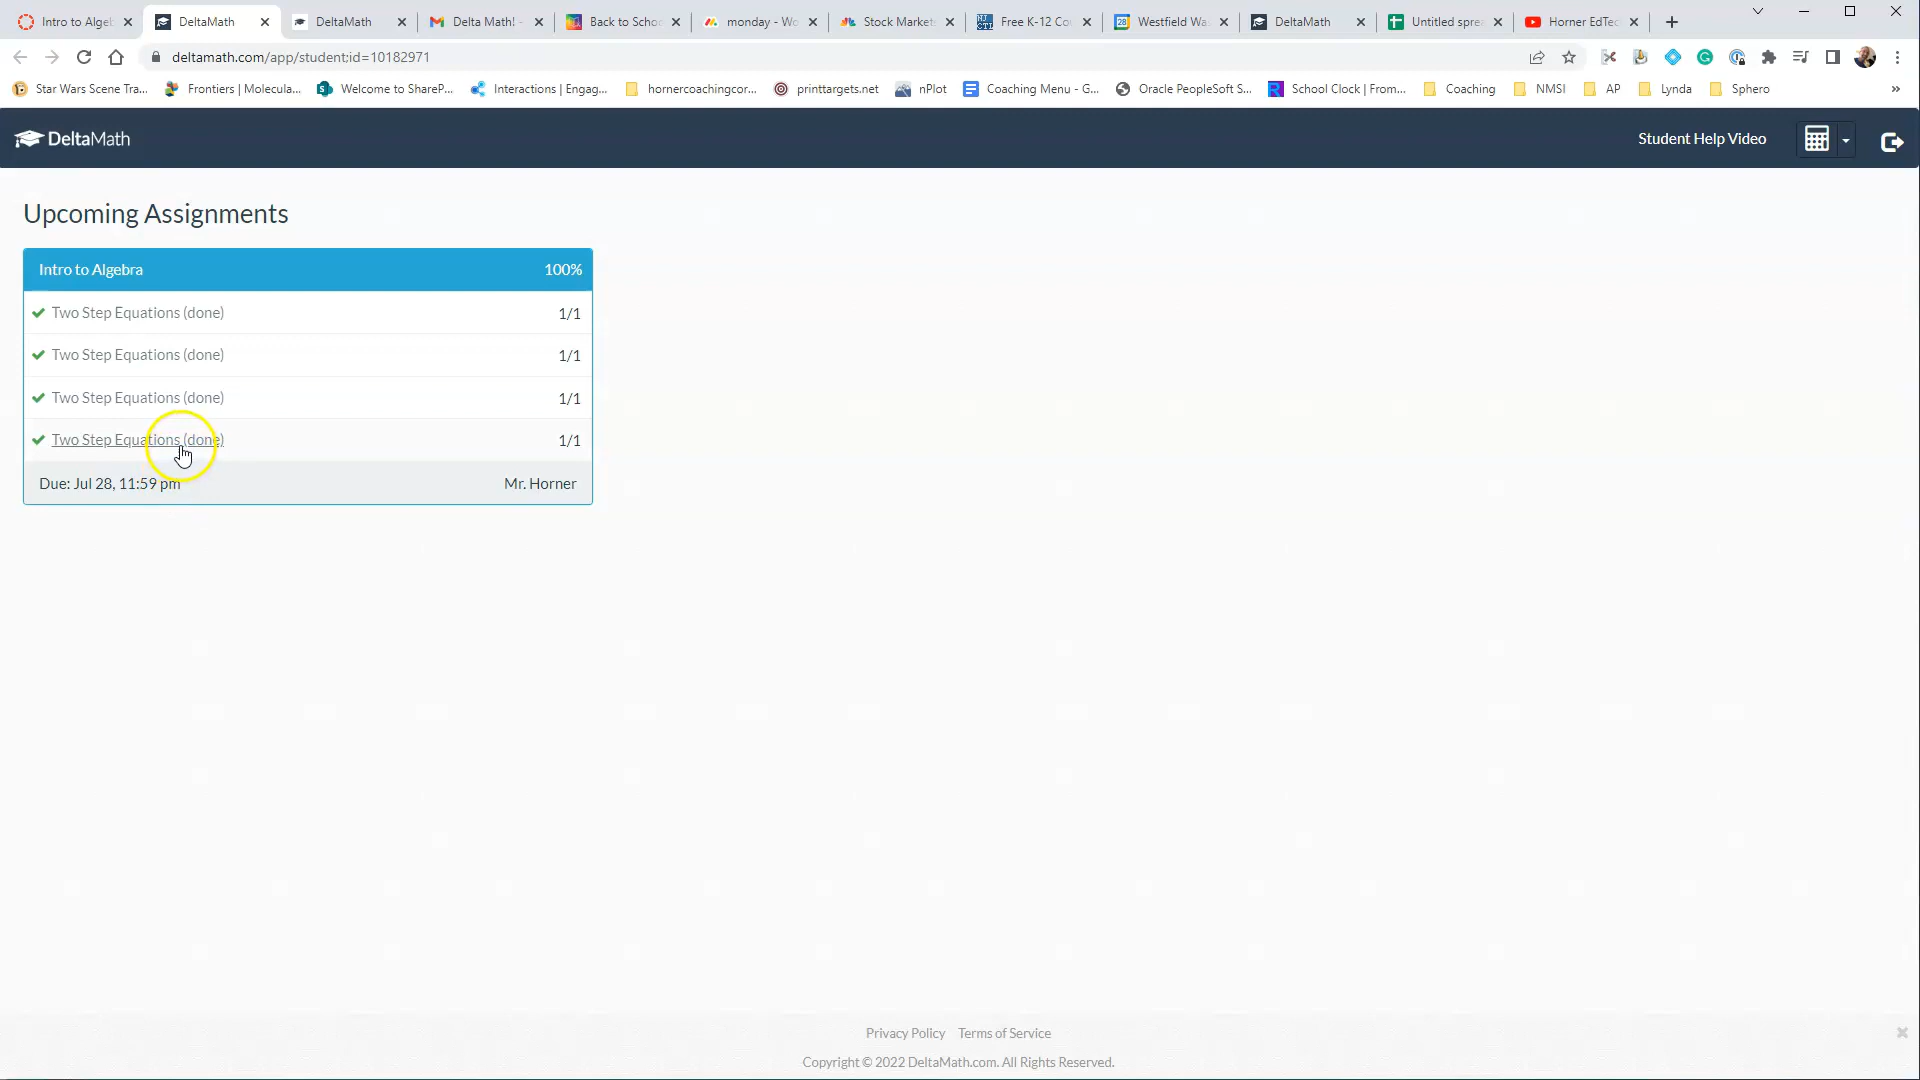 Intro to Algeb
DeltaMath
DeltaMath
Delta Math! -
Back to Schoo
monday - Wo
Stock Markets
Free K-12 Cou
Westfield Wa
DeltaMath
Untitled sprea
Horner EdTec
deltamath.com/app/student;id=10182971
Star Wars Scene Tra...
Frontiers | Molecula...
Welcome to ShareP...
Interactions | Engag...
hornercoachingcor...
printtargets.net
nPlot
Coaching Menu - G...
Oracle PeopleSoft S...
School Clock | From...
Coaching
NMSI
AP
Lynda
Sphero
»
DeltaMath
Student Help Video
Upcoming Assignments
Intro to Algebra 100%
Two Step Equations (done) 1/1
Two Step Equations (done) 1/1
Two Step Equations (done) 1/1
Two Step Equations (done) 1/1
Due: Jul 28, 11:59 pm Mr. Horner
Privacy Policy Terms of Service
Copyright © 2022 DeltaMath.com. All Rights Reserved.